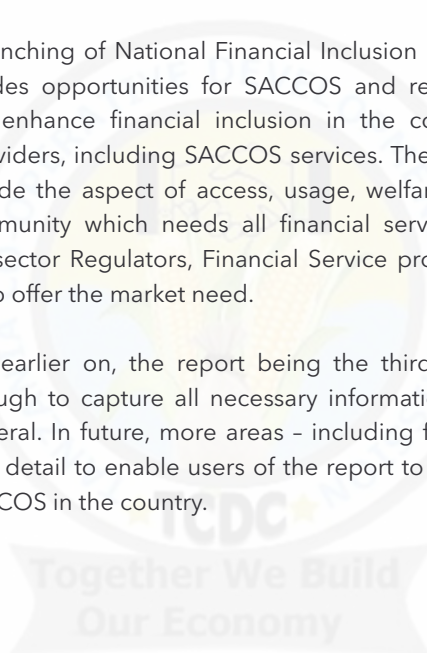 nching of National Financial Inclusion
des opportunities for SACCOS and re
enhance financial inclusion in the co
viders, including SACCOS services. The
de the aspect of access, usage, welfar
munity which needs all financial serv
sector Regulators, Financial Service pro
o offer the market need.
earlier on, the report being the third
ugh to capture all necessary informati
eral. In future, more areas – including f
detail to enable users of the report to
COS in the country.
TCDC
Together We Build
Our Economy